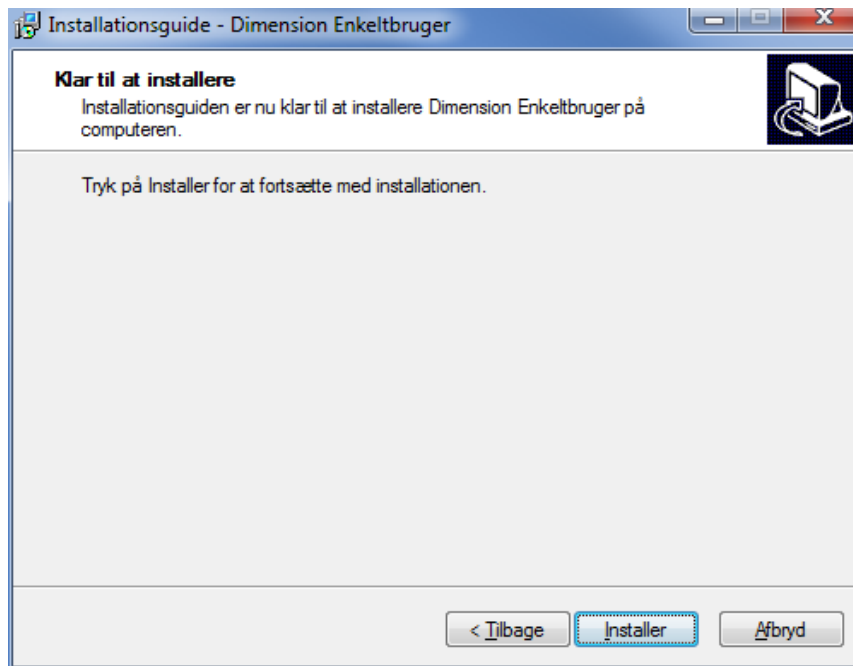 Installationsguide - Dimension Enkeltbruger
Klar til at installere
Installationsguiden er nu klar til at installere Dimension Enkeltbruger på
computeren.
Tryk på Installer for at fortsætte med installationen.
< Tilbage Installer Afbryd